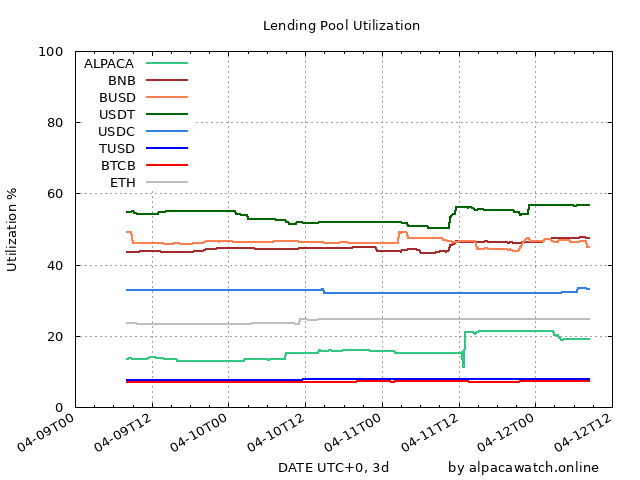 Lending Pool Utilization
Utilization %
100
80
60
40
20
0
ALPACA
BNB
BUSD
USDT
USDC
TUSD
BTCB
ETH
04-09T00
04-09T12
04-10T00
04-10T12
04-11T00
04-11T12
04-12T00
04-12T12
DATE UTC+0, 3d
by alpacawatch.online